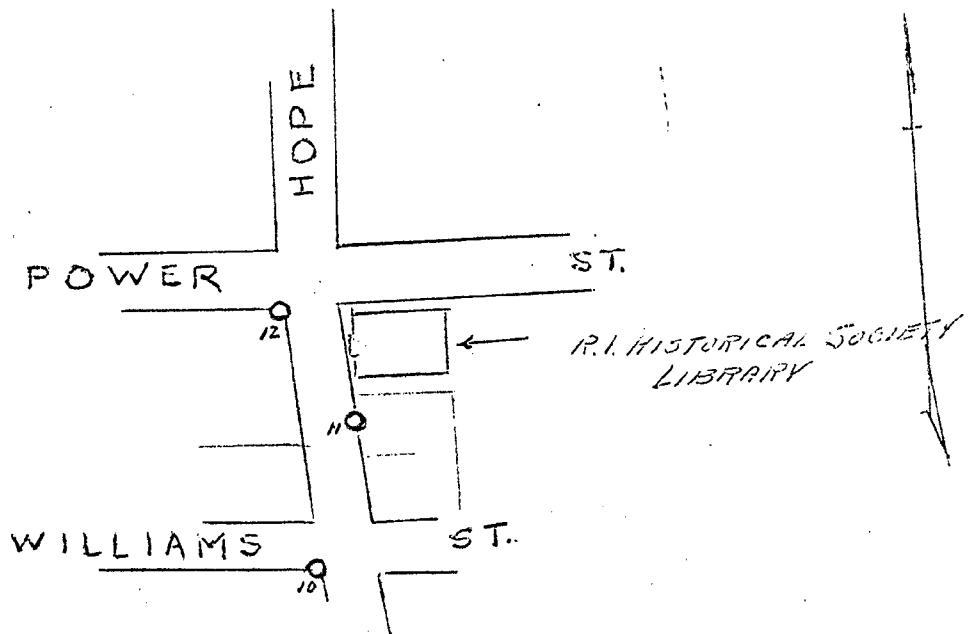 HOPE
POWER ST.
12
R.I. HISTORICAL SOCIETY
LIBRARY
11
WILLIAMS ST.
10